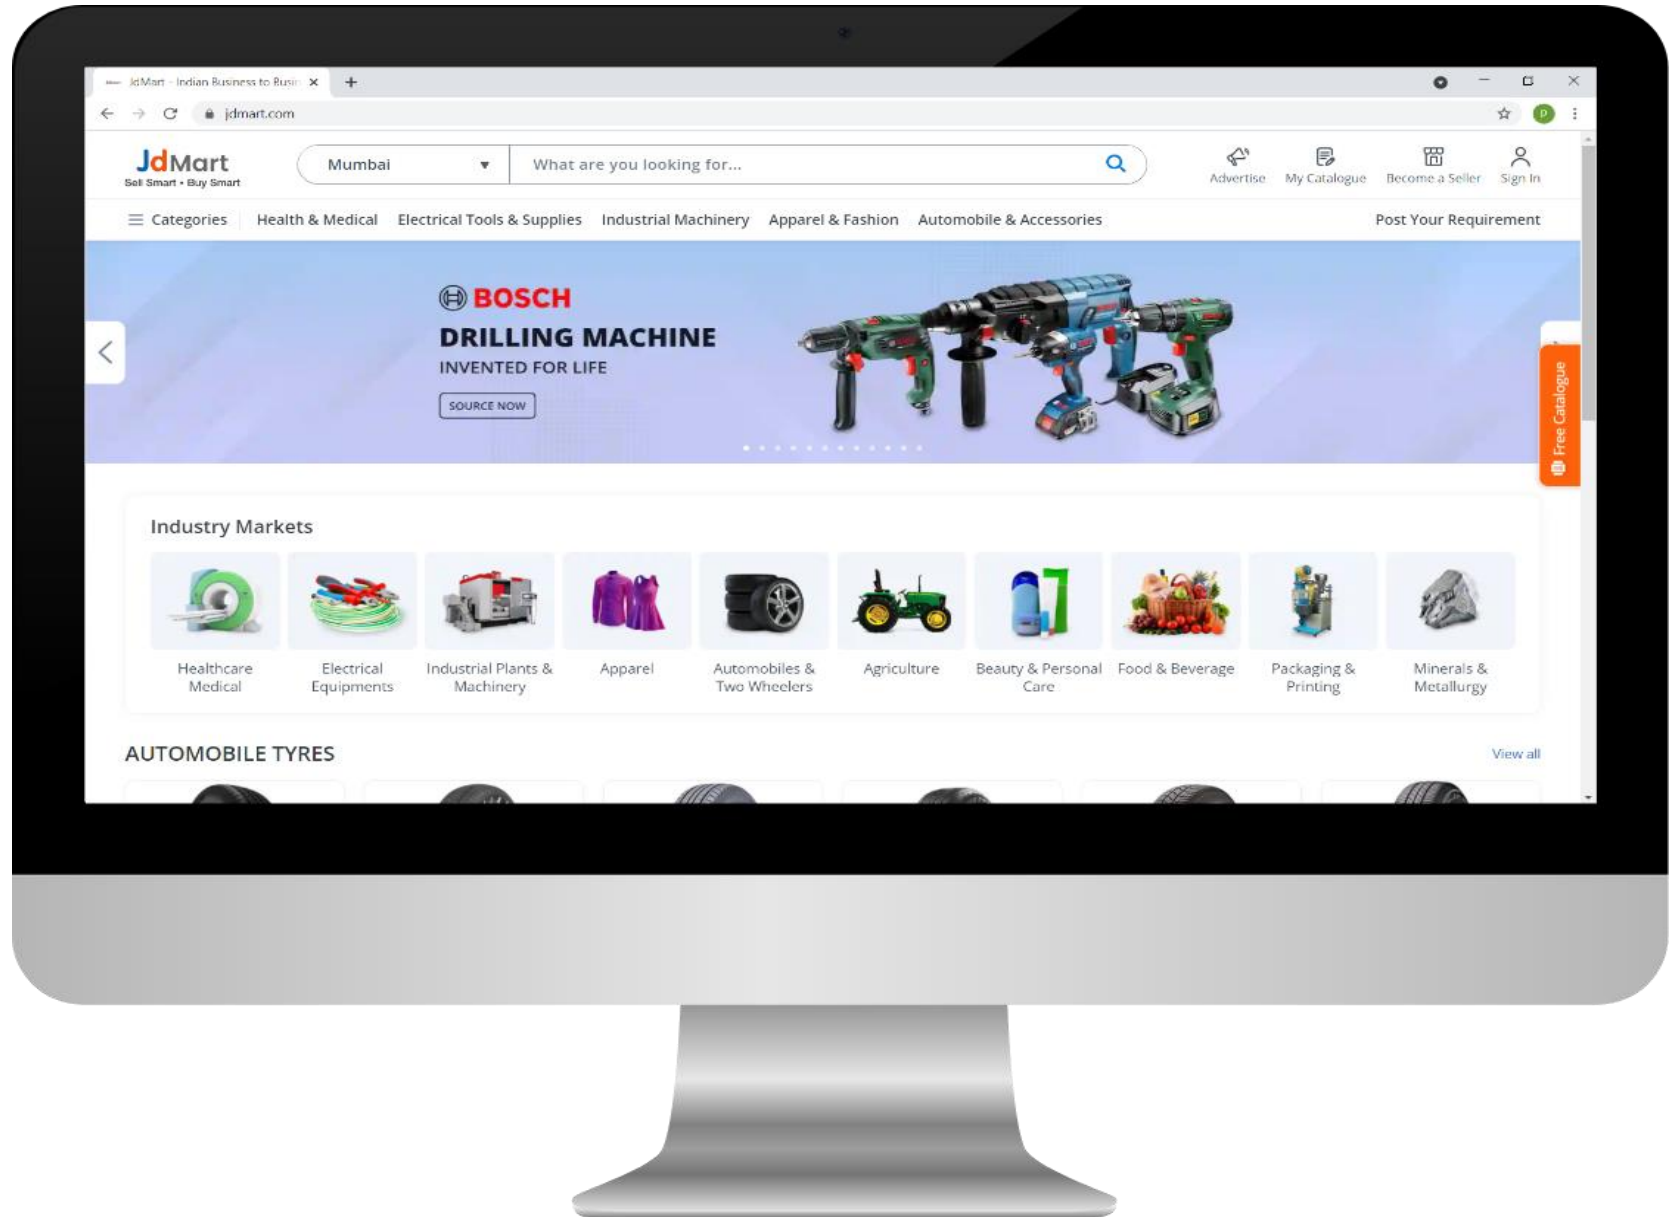 JdMart - Indian Business to Busin
jdmart.com
P
JdMart
Sell Smart • Buy Smart
Mumbai
What are you looking for...
Advertise
My Catalogue
Become a Seller
Sign In
Categories
Health & Medical
Electrical Tools & Supplies
Industrial Machinery
Apparel & Fashion
Automobile & Accessories
Post Your Requirement
BOSCH
DRILLING MACHINE
INVENTED FOR LIFE
SOURCE NOW
Free Catalogue
Industry Markets
Healthcare
Medical
Electrical
Equipments
Industrial Plants &
Machinery
Apparel
Automobiles &
Two Wheelers
Agriculture
Beauty & Personal
Care
Food & Beverage
Packaging &
Printing
Minerals &
Metallurgy
AUTOMOBILE TYRES
View all